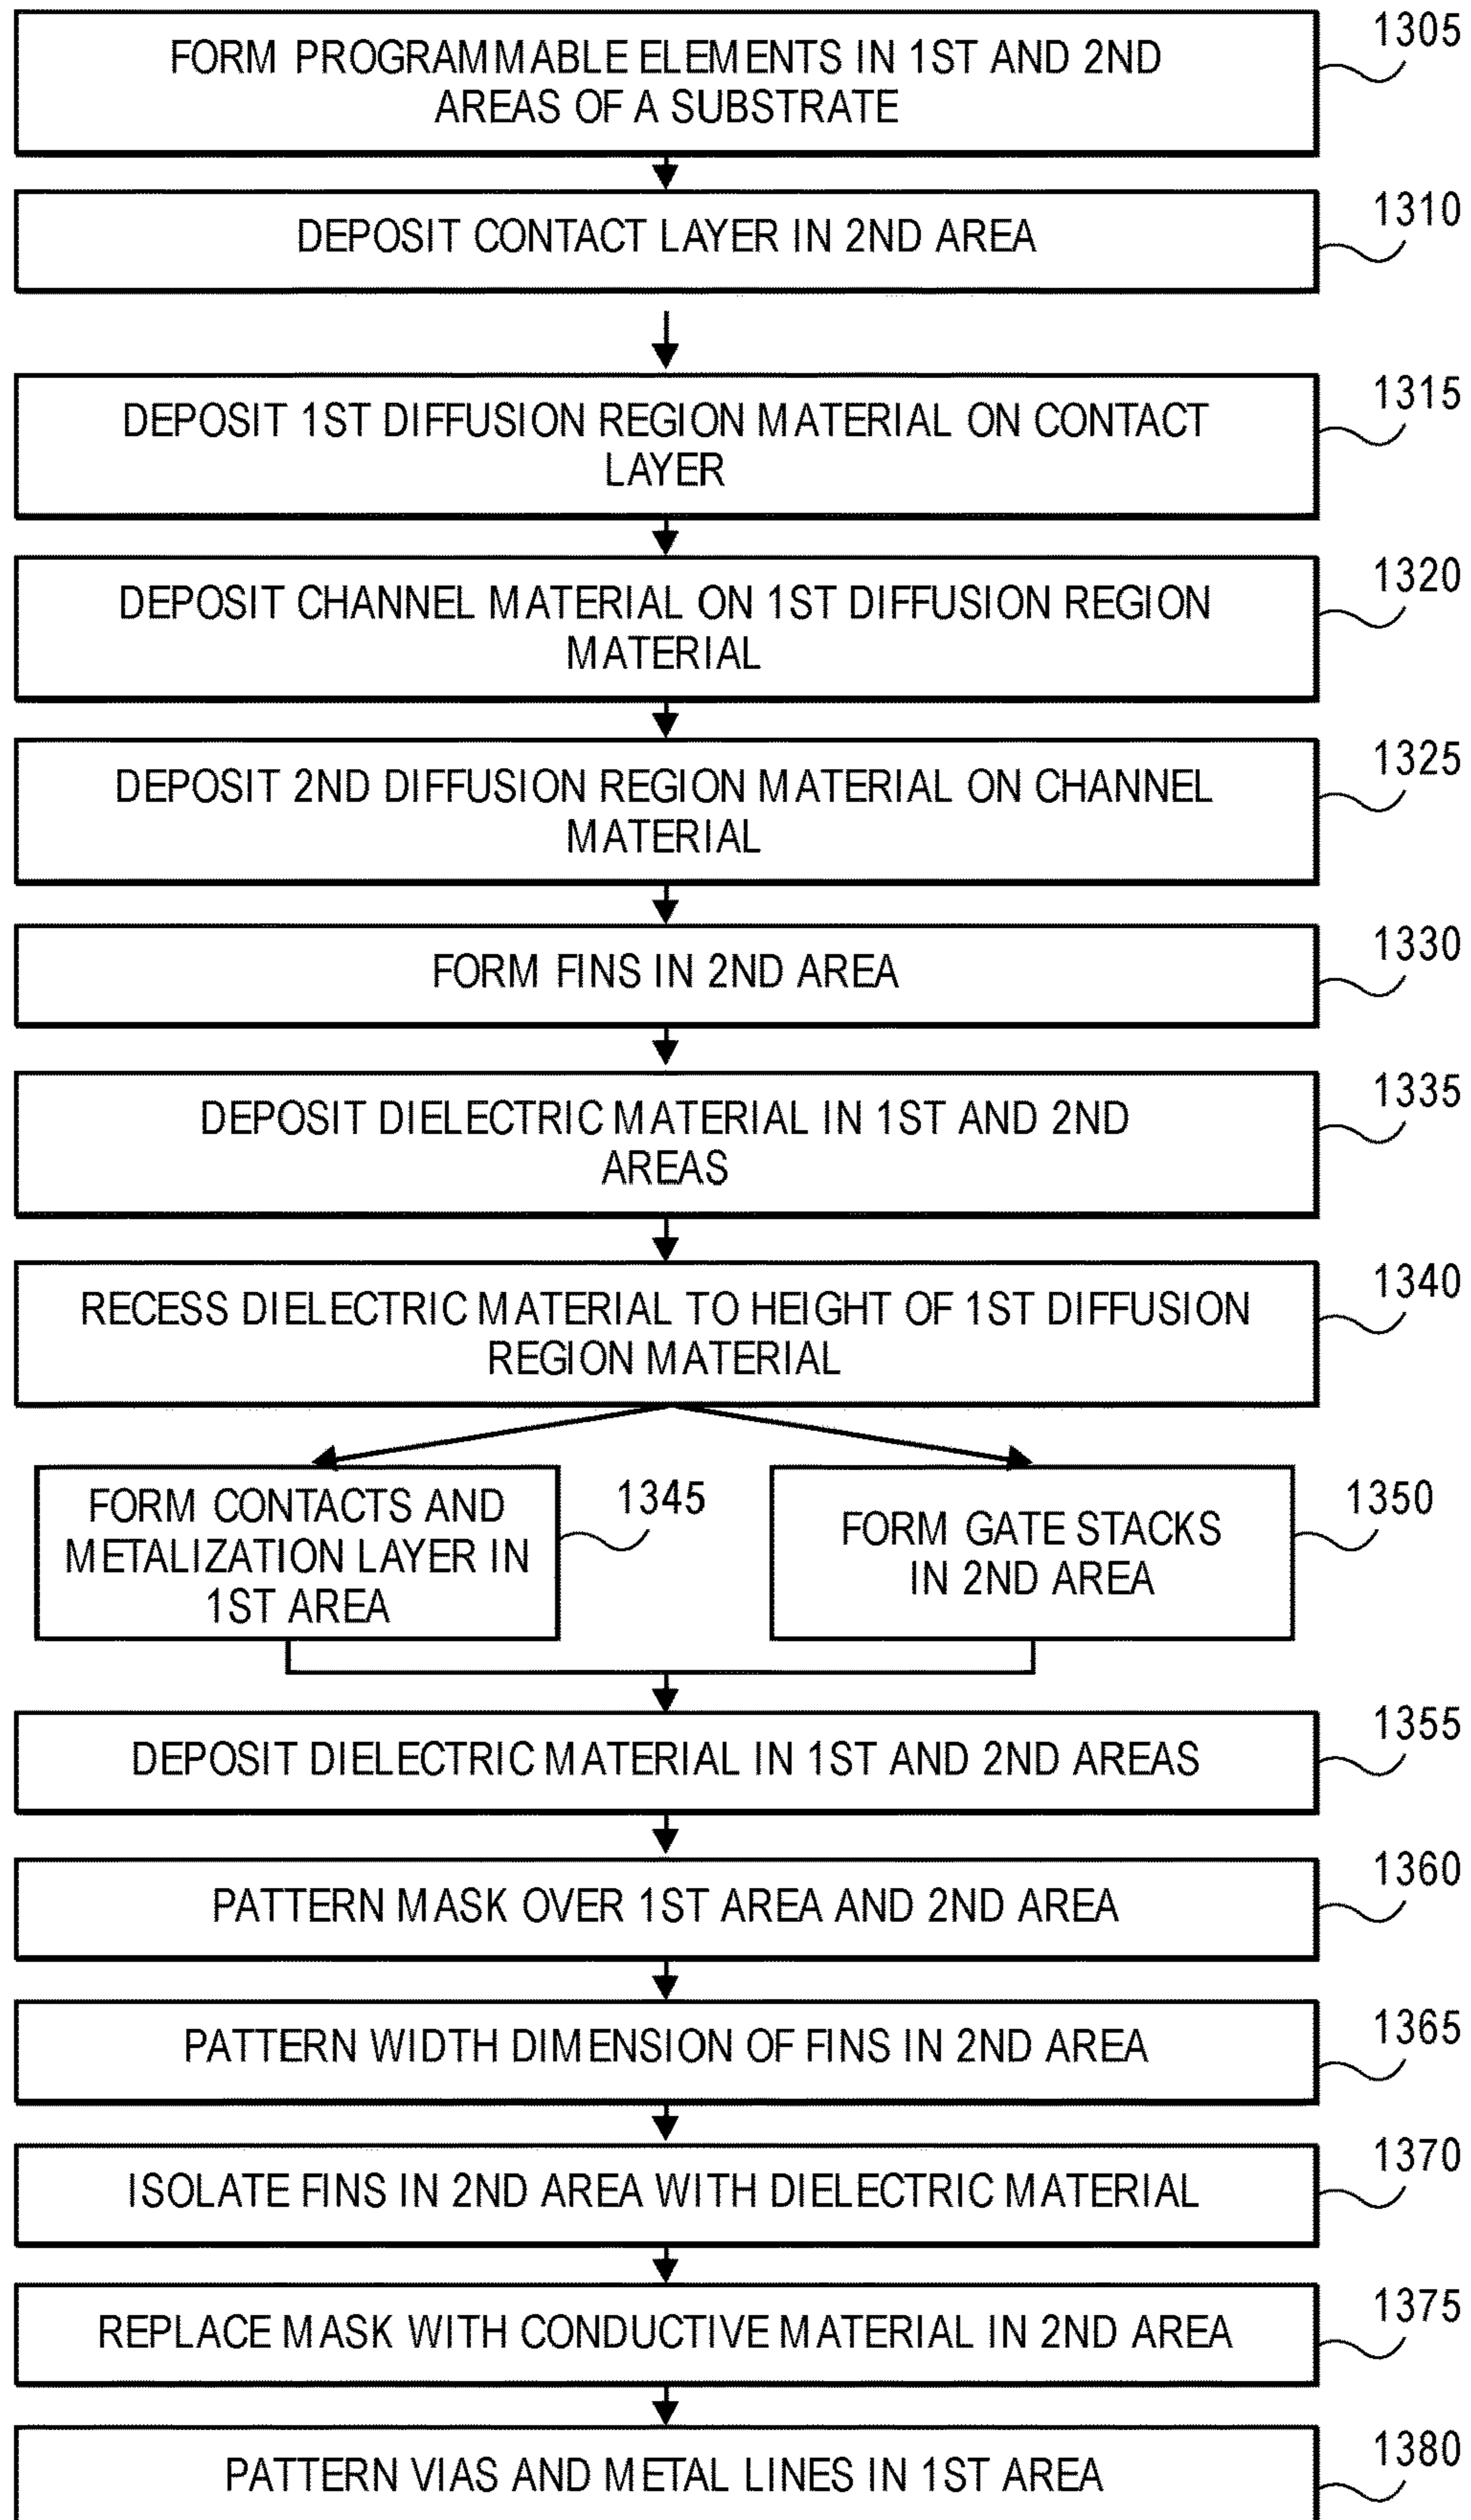 FORM PROGRAMMABLE ELEMENTS IN 1ST AND 2ND
AREAS OF A SUBSTRATE
1305
DEPOSIT CONTACT LAYER IN 2ND AREA
1310
DEPOSIT 1ST DIFFUSION REGION MATERIAL ON CONTACT
LAYER
1315
DEPOSIT CHANNEL MATERIAL ON 1ST DIFFUSION REGION
MATERIAL
1320
DEPOSIT 2ND DIFFUSION REGION MATERIAL ON CHANNEL
MATERIAL
1325
FORM FINS IN 2ND AREA
1330
DEPOSIT DIELECTRIC MATERIAL IN 1ST AND 2ND
AREAS
1335
RECESS DIELECTRIC MATERIAL TO HEIGHT OF 1ST DIFFUSION
REGION MATERIAL
1340
FORM CONTACTS AND
METALIZATION LAYER IN
1ST AREA
1345
FORM GATE STACKS
IN 2ND AREA
1350
DEPOSIT DIELECTRIC MATERIAL IN 1ST AND 2ND AREAS
1355
PATTERN MASK OVER 1ST AREA AND 2ND AREA
1360
PATTERN WIDTH DIMENSION OF FINS IN 2ND AREA
1365
ISOLATE FINS IN 2ND AREA WITH DIELECTRIC MATERIAL
1370
REPLACE MASK WITH CONDUCTIVE MATERIAL IN 2ND AREA
1375
PATTERN VIAS AND METAL LINES IN 1ST AREA
1380